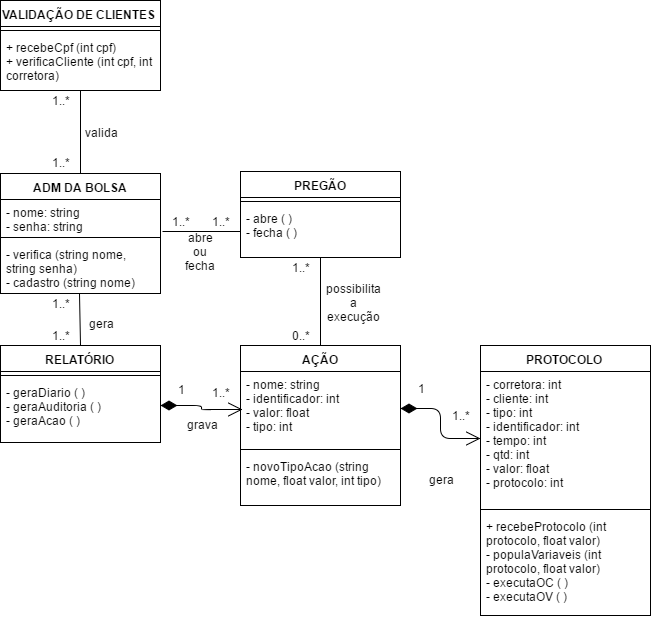 VALIDAÇÃO DE CLIENTES
+ recebeCpf (int cpf)
+ verificaCliente (int cpf, int
corretora)
1..*
valida
1..*
ADM DA BOLSA
- nome: string
- senha: string
- verifica (string nome,
string senha)
- cadastro (string nome)
1..*
1..*
abre
ou
fecha
PREGÃO
- abre ( )
- fecha ( )
1..*
possibilita
a
execução
0..*
1..*
gera
1..*
RELATÓRIO
- geraDiario ( )
- geraAuditoria ( )
- geraAcao ( )
1
1..*
grava
AÇÃO
- nome: string
- identificador: int
- valor: float
- tipo: int
- novoTipoAcao (string
nome, float valor, int tipo)
1
1..*
gera
PROTOCOLO
- corretora: int
- cliente: int
- tipo: int
- identificador: int
- tempo: int
- qtd: int
- valor: float
- protocolo: int
+ recebeProtocolo (int
protocolo, float valor)
- populaVariaveis (int
protocolo, float valor)
- executaOC ( )
- executaOV ( )